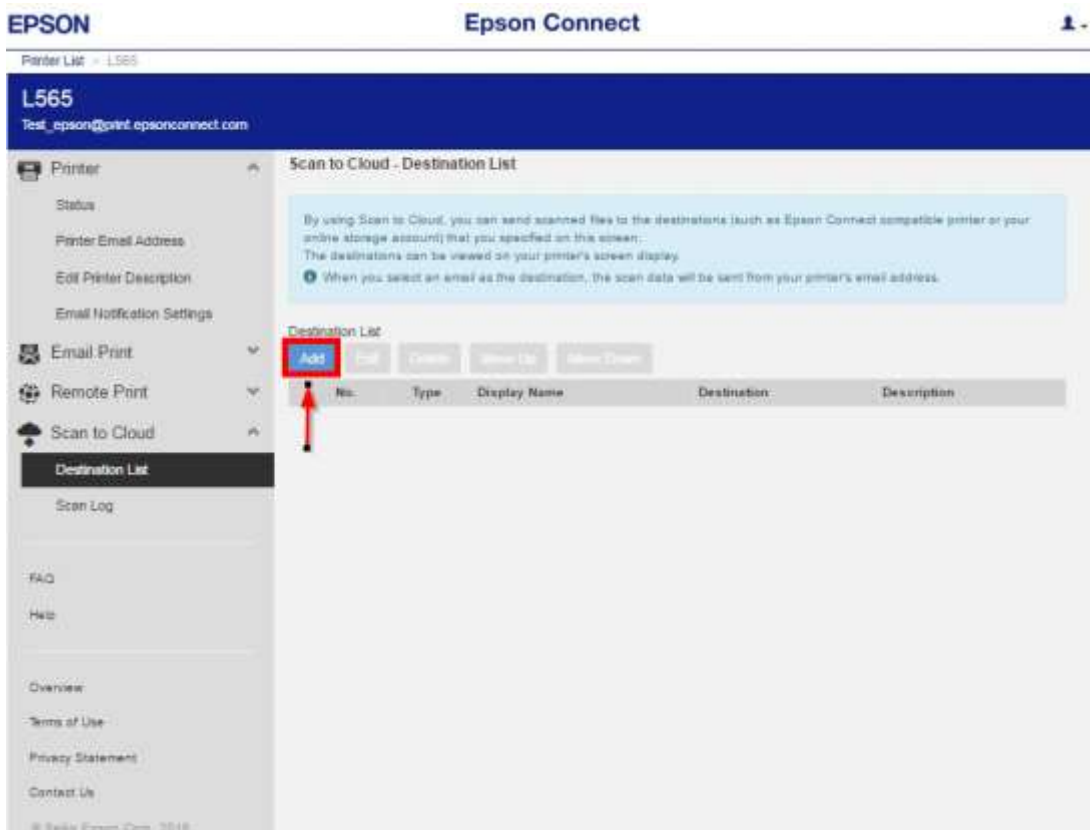 EPSON
Epson Connect
Printer List > L565
L565
Test_epson@print.epsonconnect.com
Printer
Status
Printer Email Address
Edit Printer Description
Email Notification Settings
Email Print
Remote Print
Scan to Cloud
Destination List
Scan Log
FAQ
Help
Overview
Terms of Use
Privacy Statement
Contact Us
© Seiko Epson Corp. 2016
Scan to Cloud - Destination List
By using Scan to Cloud, you can send scanned files to the destinations (such as Epson Connect compatible printer or your
online storage account) that you specified on this screen.
The destinations can be viewed on your printer's screen display.
When you select an email as the destination, the scan data will be sent from your printer's email address.
Destination List
Add Edit Delete Move Up Move Down
No. Type Display Name Destination Description